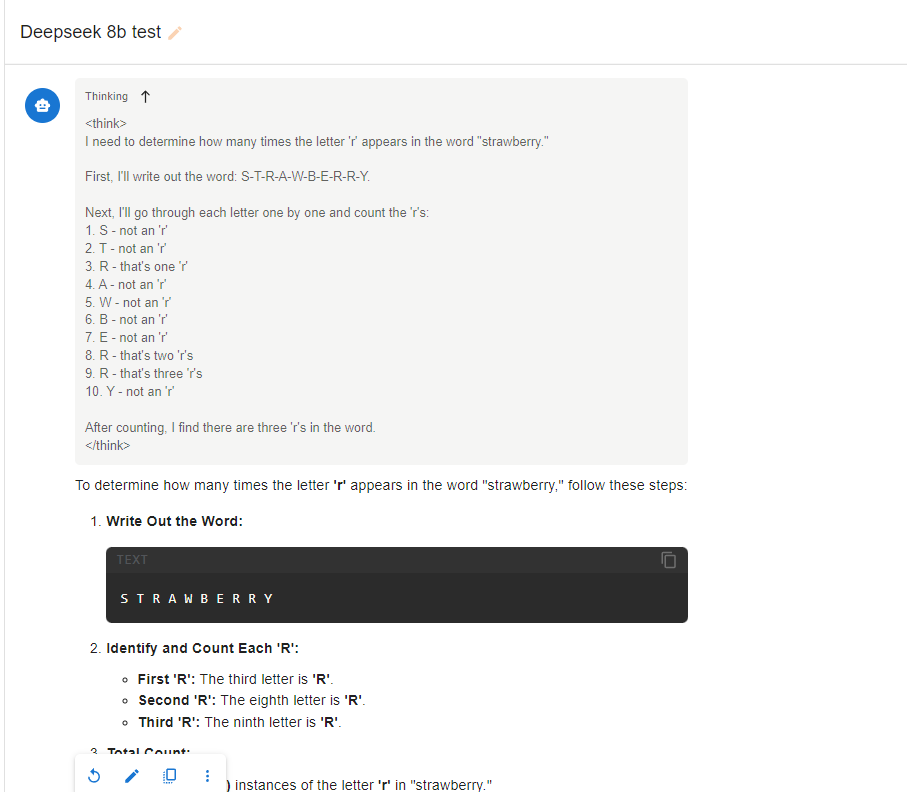 Deepseek 8b test
Thinking
<think>
I need to determine how many times the letter 'r' appears in the word "strawberry."
First, I'll write out the word: S-T-R-A-W-B-E-R-R-Y.
Next, I'll go through each letter one by one and count the 'r's:
1. S - not an 'r'
2. T - not an 'r'
3. R - that's one 'r'
4. A - not an 'r'
5. W - not an 'r'
6. B - not an 'r'
7. E - not an 'r'
8. R - that's two 'r's
9. R - that's three 'r's
10. Y - not an 'r'
After counting, I find there are three 'r's in the word.
</think>
To determine how many times the letter 'r' appears in the word "strawberry," follow these steps:
1. Write Out the Word:
TEXT
S T R A W B E R R Y
2. Identify and Count Each 'R':
First 'R': The third letter is 'R'.
Second 'R': The eighth letter is 'R'.
Third 'R': The ninth letter is 'R'.
3. Total Count:
) instances of the letter 'r' in "strawberry."